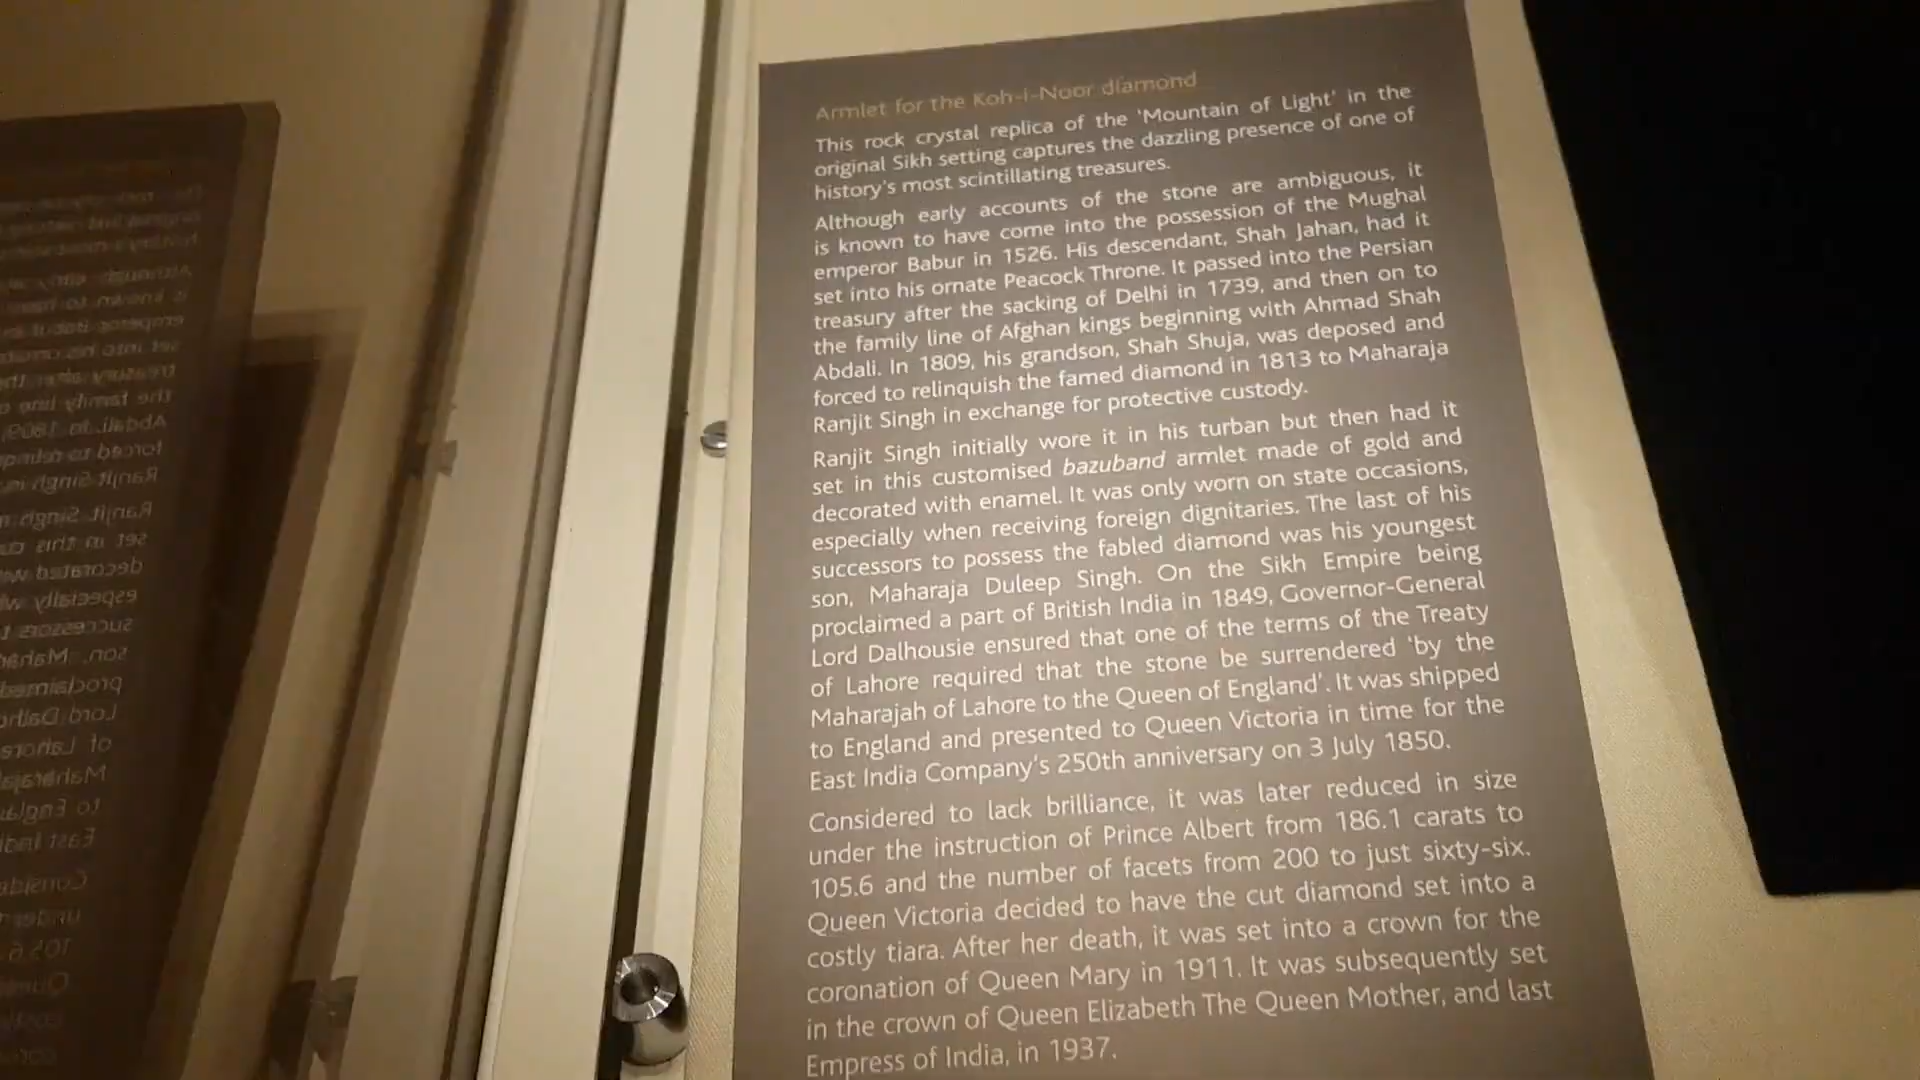 Armlet for the Koh-i-Noor diamond
This rock crystal replica of the 'Mountain of Light' in the
original Sikh setting captures the dazzling presence of one of
history's most scintillating treasures.
Although early accounts of the stone are ambiguous, it
is known to have come into the possession of the Mughal
emperor Babur in 1526. His descendant, Shah Jahan, had it
set into his ornate Peacock Throne. It passed into the Persian
treasury after the sacking of Delhi in 1739, and then on to
the family line of Afghan kings beginning with Ahmad Shah
Abdali. In 1809, his grandson, Shah Shuja, was deposed and
forced to relinquish the famed diamond in 1813 to Maharaja
Ranjit Singh in exchange for protective custody.
Ranjit Singh initially wore it in his turban but then had it
set in this customised bazuband armlet made of gold and
decorated with enamel. It was only worn on state occasions,
especially when receiving foreign dignitaries. The last of his
successors to possess the fabled diamond was his youngest
son, Maharaja Duleep Singh. On the Sikh Empire being
proclaimed a part of British India in 1849, Governor-General
Lord Dalhousie ensured that one of the terms of the Treaty
of Lahore required that the stone be surrendered 'by the
Maharajah of Lahore to the Queen of England'. It was shipped
to England and presented to Queen Victoria in time for the
East India Company's 250th anniversary on 3 July 1850.
Considered to lack brilliance, it was later reduced in size
under the instruction of Prince Albert from 186.1 carats to
105.6 and the number of facets from 200 to just sixty-six.
Queen Victoria decided to have the cut diamond set into a
costly tiara. After her death, it was set into a crown for the
coronation of Queen Mary in 1911. It was subsequently set
in the crown of Queen Elizabeth The Queen Mother, and last
Empress of India, in 1937.